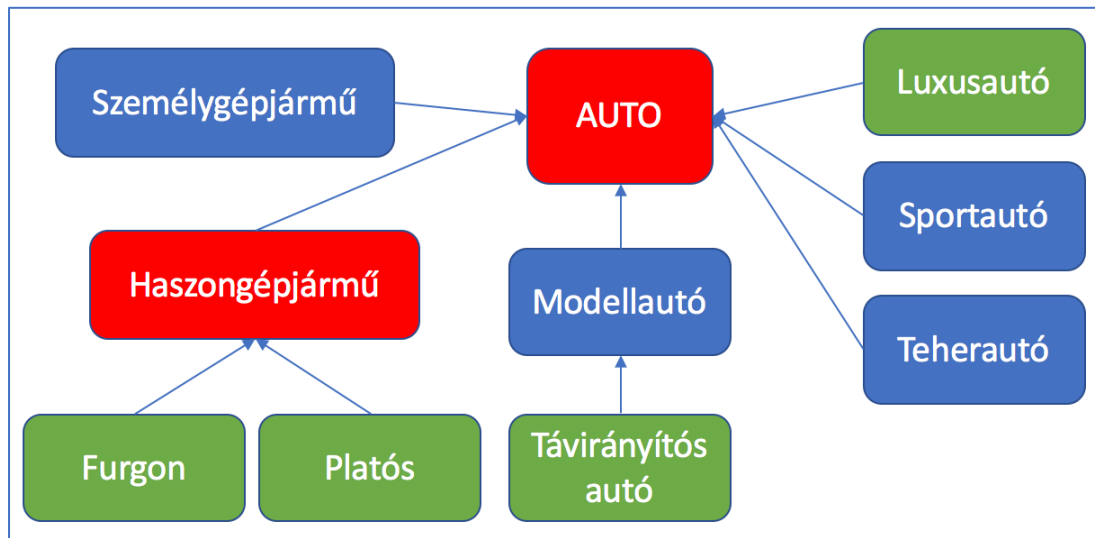 Személygépjármű
AUTO
Luxusautó
Sportautó
Haszongépjármű
Modellautó
Teherautó
Furgon
Platós
Távirányítós
autó